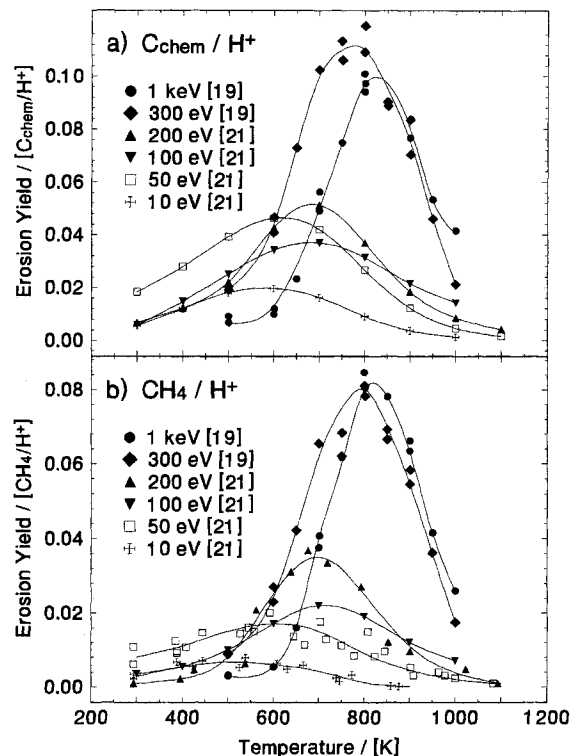 a) Cchem / H+
1 keV [19]
300 eV [19]
200 eV [21]
100 eV [21]
50 eV [21]
10 eV [21]
Erosion Yield / [Cchem/H+]
0.10
0.08
0.06
0.04
0.02
0.00
b) CH4 / H+
1 keV [19]
300 eV [19]
200 eV [21]
100 eV [21]
50 eV [21]
10 eV [21]
Erosion Yield / [CH4/H+]
0.08
0.06
0.04
0.02
0.00
200 400 600 800 1000 1200
Temperature / [K]